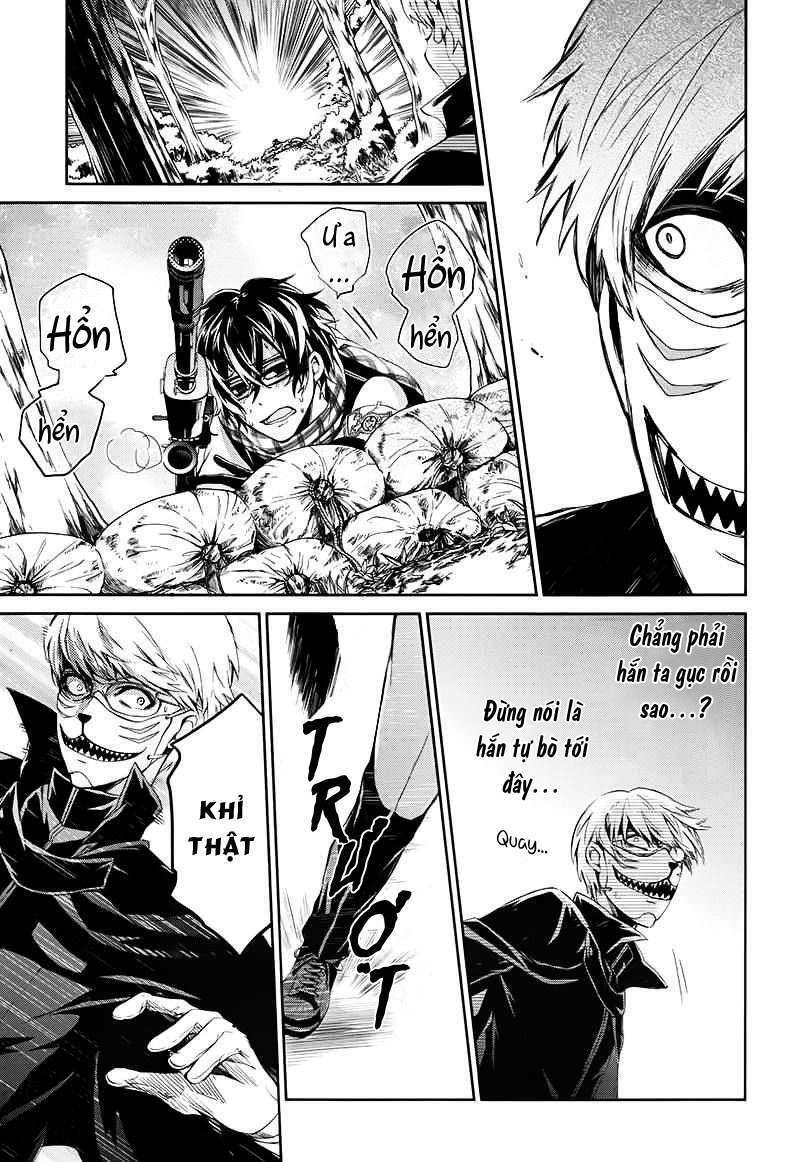 Hổn
hển
Ưa
...
Hổn
hển
Chẳng phải
hắn ta gục rồi
sao...?
Đừng nói là
hắn tự bò tới
đây...
Quay...
TRƯỢT
KHỈ
THẬT